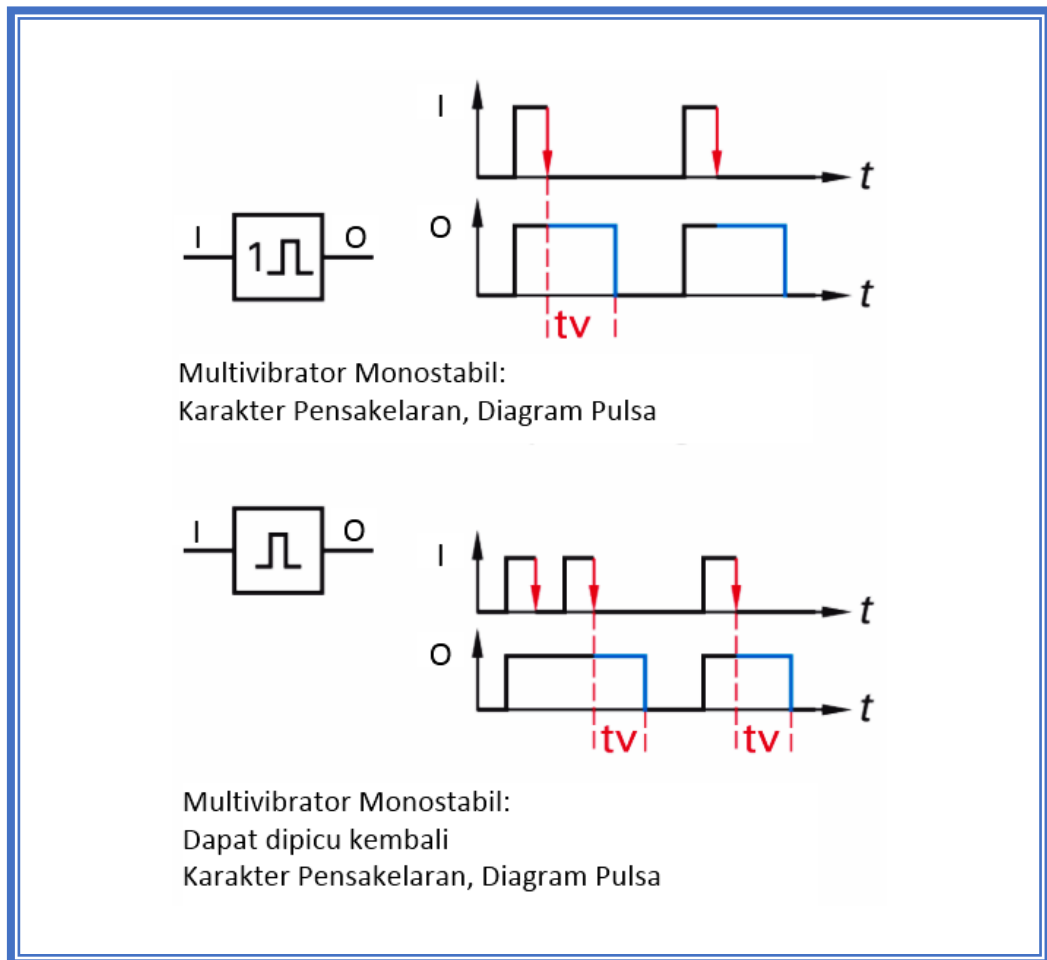 I
t
I
1
O
O
t
tv
Multivibrator Monostabil:
Karakter Pensakelaran, Diagram Pulsa
I
O
I
t
O
t
tv
tv
Multivibrator Monostabil:
Dapat dipicu kembali
Karakter Pensakelaran, Diagram Pulsa